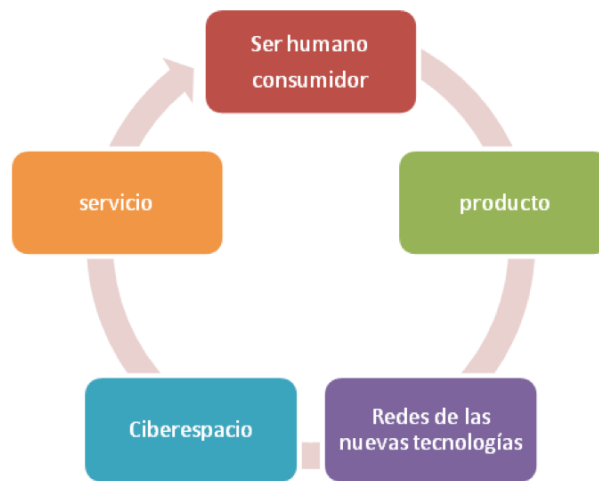 Ser humano
consumidor
producto
Redes de las
nuevas tecnologías
Ciberespacio
servicio